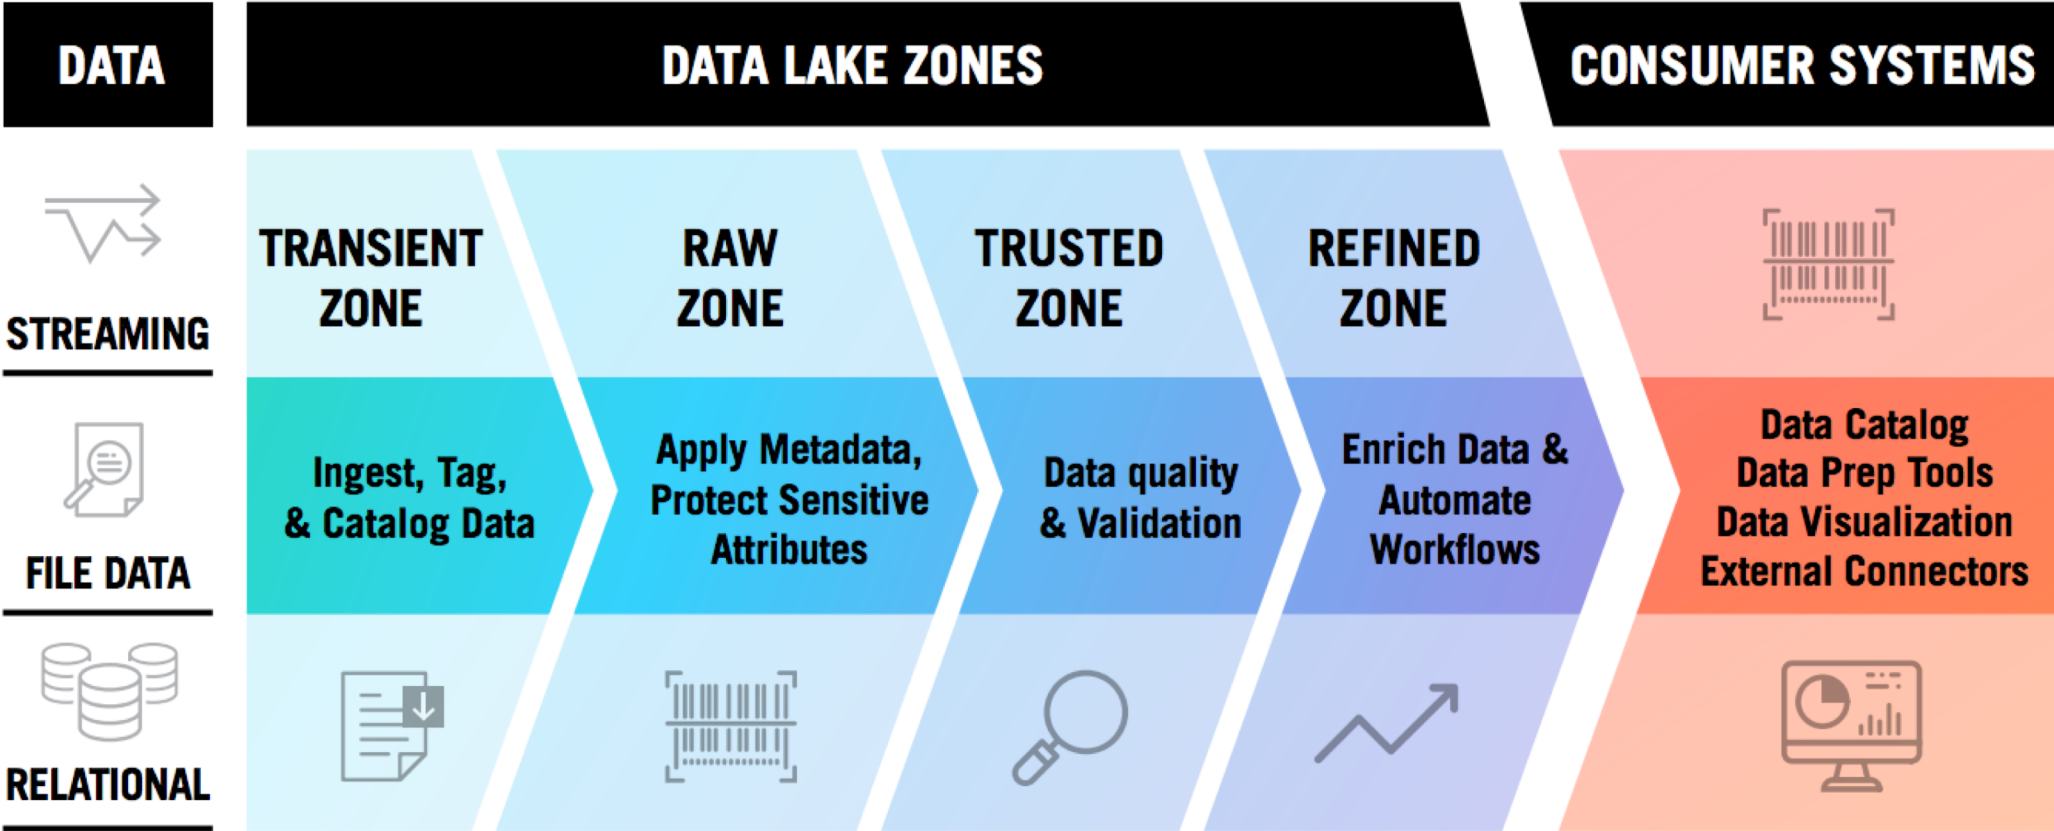 DATA
DATA LAKE ZONES
CONSUMER SYSTEMS
STREAMING
FILE DATA
RELATIONAL
TRANSIENT
ZONE
Ingest, Tag,
& Catalog Data
RAW
ZONE
Apply Metadata,
Protect Sensitive
Attributes
TRUSTED
ZONE
Data quality
& Validation
REFINED
ZONE
Enrich Data &
Automate
Workflows
Data Catalog
Data Prep Tools
Data Visualization
External Connectors